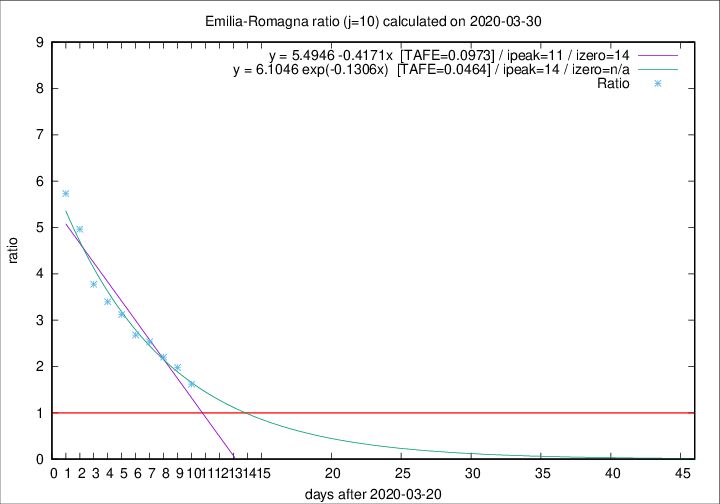 Emilia-Romagna ratio (j=10) calculated on 2020-03-30
y = 5.4946 -0.4171x [TAFE=0.0973] / ipeak=11 / izero=14
y = 6.1046 exp(-0.1306x) [TAFE=0.0464] / ipeak=14 / izero=n/a
Ratio
9
8
7
6
5
4
3
2
1
0
ratio
0 1 2 3 4 5 6 7 8 9 10 11 12 13 14 15 20 25 30 35 40 45
days after 2020-03-20